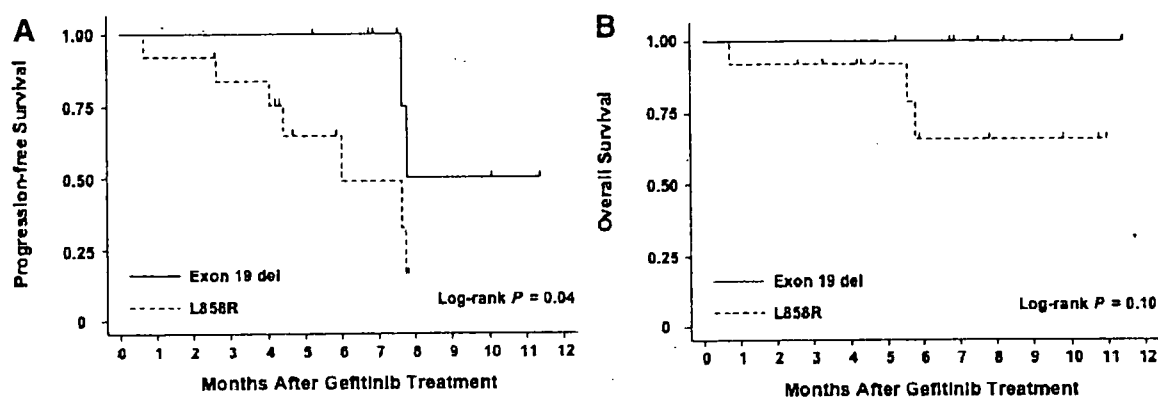 A
Progression-free Survival
1.00
0.75
0.50
0.25
0
Exon 19 del
L858R
Log-rank P = 0.04
0 1 2 3 4 5 6 7 8 9 10 11 12
Months After Gefitinib Treatment
B
Overall Survival
1.00
0.75
0.50
0.25
0
Exon 19 del
L858R
Log-rank P = 0.10
0 1 2 3 4 5 6 7 8 9 10 11 12
Months After Gefitinib Treatment